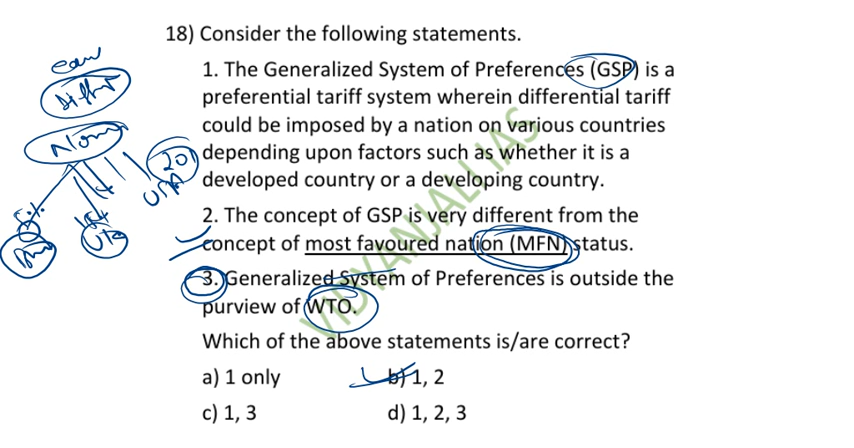 18) Consider the following statements.
1. The Generalized System of Preferences (GSP) is a
preferential tariff system wherein differential tariff
could be imposed by a nation on various countries
depending upon factors such as whether it is a
developed country or a developing country.
2. The concept of GSP is very different from the
concept of most favoured nation (MFN) status.
3. Generalized System of Preferences is outside the
purview of WTO.
Which of the above statements is/are correct?
a) 1 only
b) 1, 2
c) 1, 3
d) 1, 2, 3
VIDYANJALI IAS